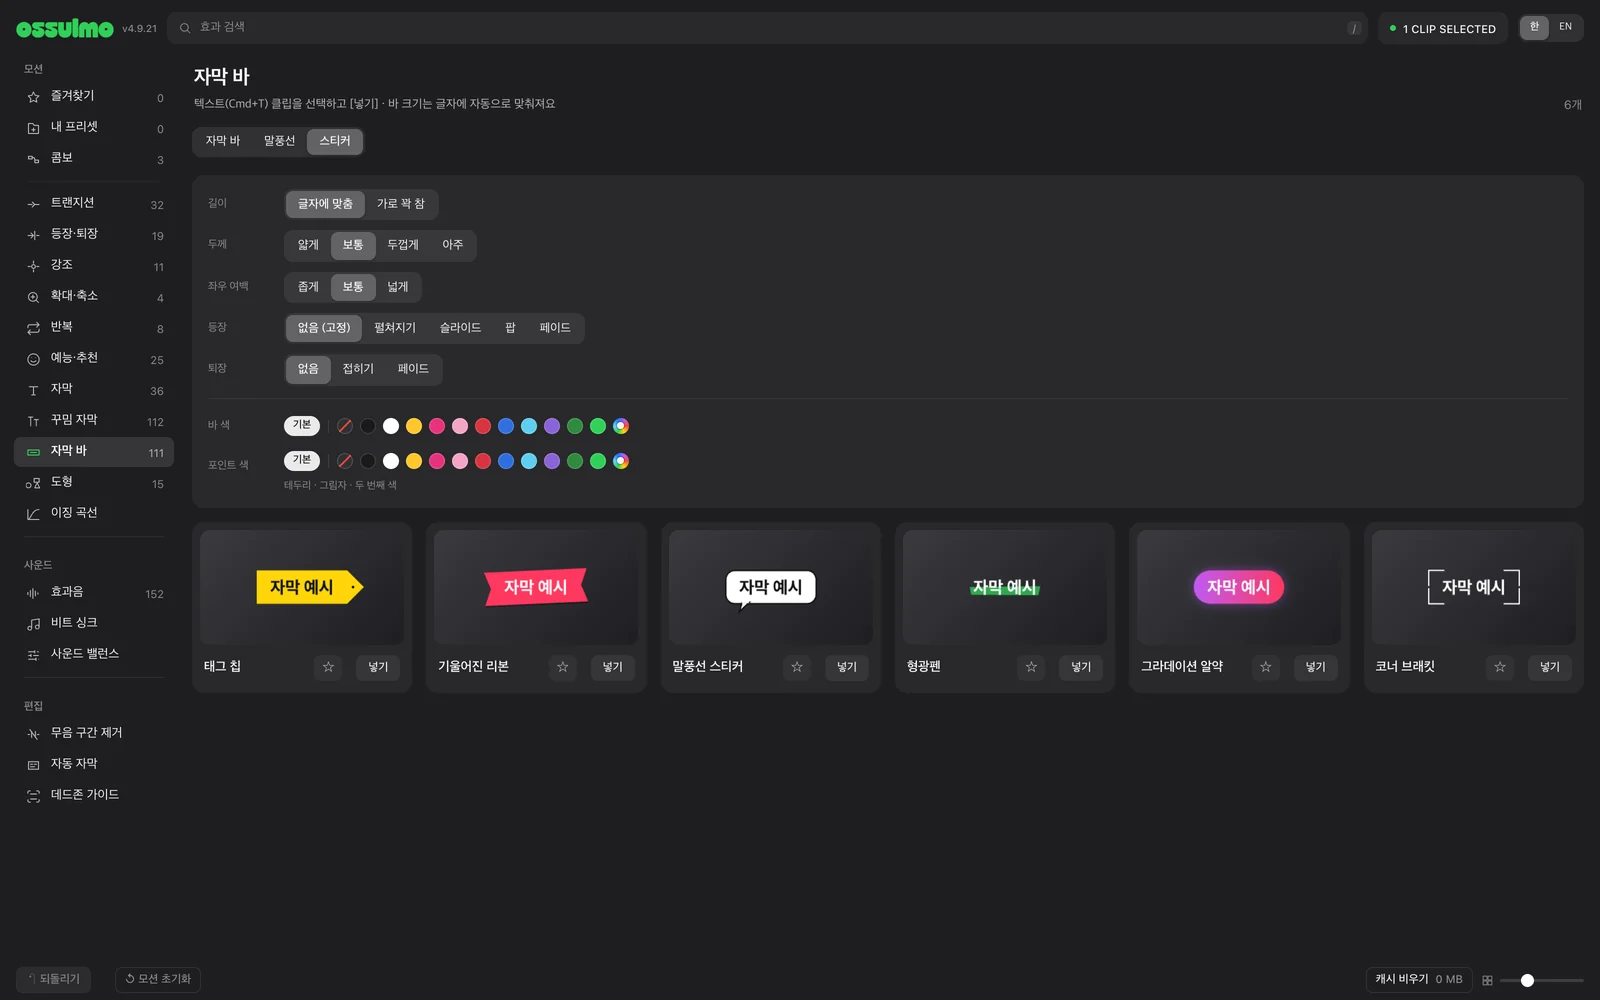 ossulmo v4.9.21
효과 검색
/
1 CLIP SELECTED
한
EN
모션
즐겨찾기 0
내 프리셋 0
콤보 3
트랜지션 32
등장·퇴장 19
강조 11
확대·축소 4
반복 8
예능·추천 25
자막 36
꾸밈 자막 112
자막 바 111
도형 15
이징 곡선
사운드
효과음 152
비트 싱크
사운드 밸런스
편집
무음 구간 제거
자동 자막
데드존 가이드
자막 바
텍스트(Cmd+T) 클립을 선택하고 [넣기] · 바 크기는 글자에 자동으로 맞춰져요
6개
자막 바 말풍선 스티커
길이 글자에 맞춤 가로 꽉 참
두께 얇게 보통 두껍게 아주
좌우 여백 좁게 보통 넓게
등장 없음 (고정) 펼쳐지기 슬라이드 팝 페이드
퇴장 없음 접히기 페이드
바 색 기본
포인트 색 기본
테두리 · 그림자 · 두 번째 색
자막 예시
태그 칩 넣기
자막 예시
기울어진 리본 넣기
자막 예시
말풍선 스티커 넣기
자막 예시
형광펜 넣기
자막 예시
그라데이션 알약 넣기
자막 예시
코너 브래킷 넣기
되돌리기
모션 초기화
캐시 비우기 0 MB